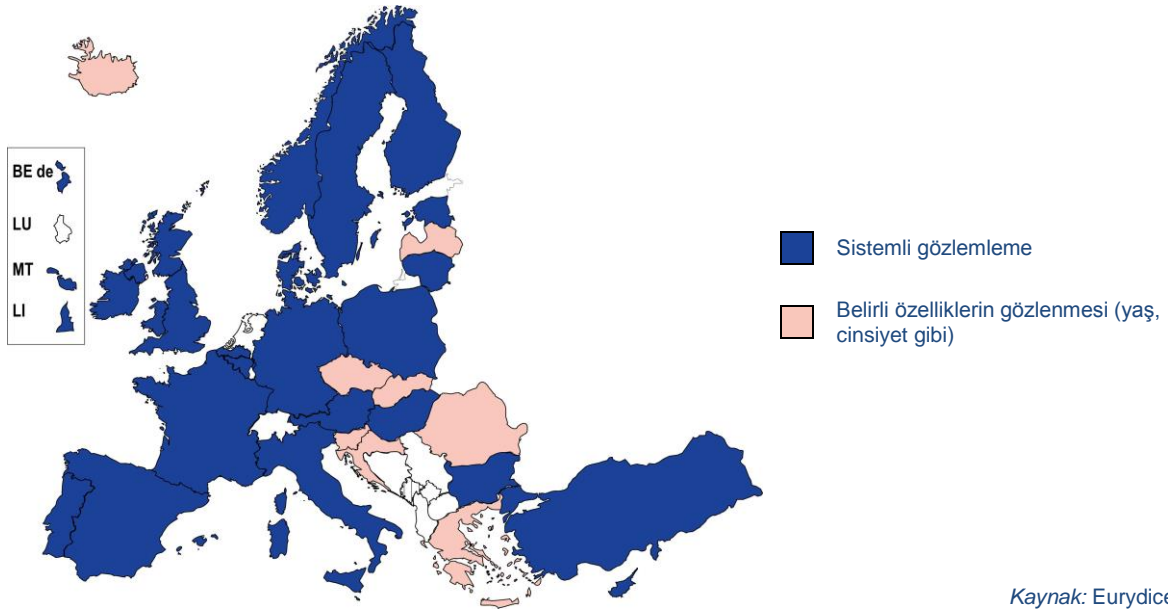 BE de
LU
MT
LI
Sistemli gözlemleme
Belirli özelliklerin gözlenmesi (yaş,
cinsiyet gibi)
Kaynak: Eurydice